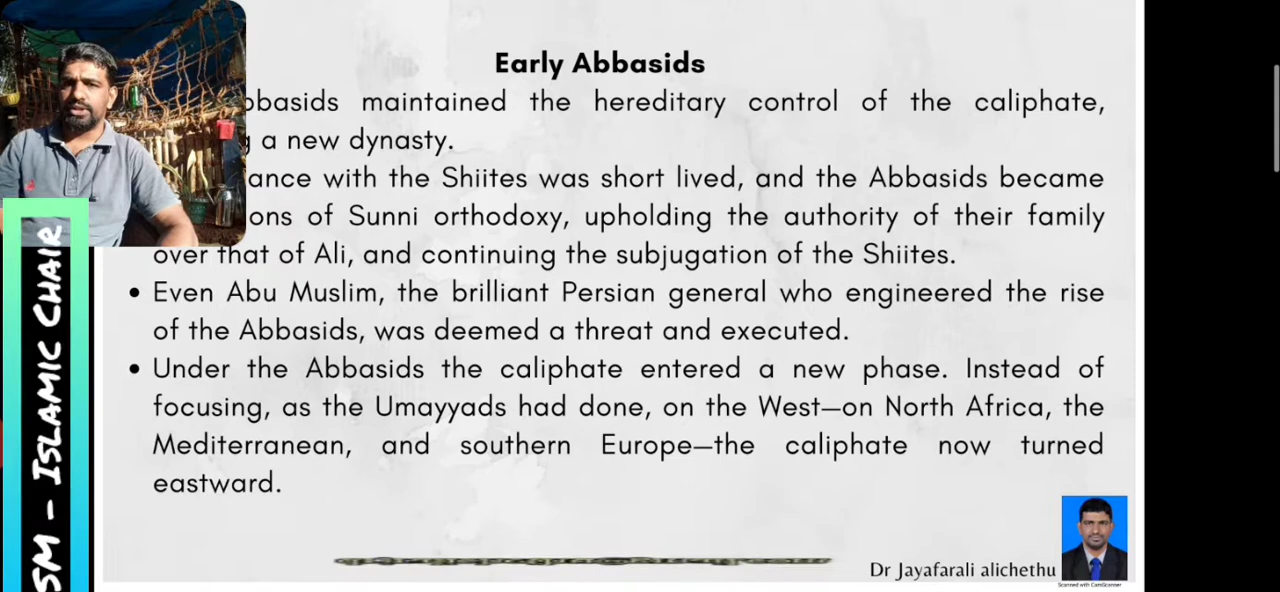 Early Abbasids
maintained the hereditary control of the caliphate,
a new dynasty.
with the Shiites was short lived, and the Abbasids became
of Sunni orthodoxy, upholding the authority of their family
over that of Ali, and continuing the subjugation of the Shiites.
• Even Abu Muslim, the brilliant Persian general who engineered the rise
of the Abbasids, was deemed a threat and executed.
• Under the Abbasids the caliphate entered a new phase. Instead of
focusing, as the Umayyads had done, on the West—on North Africa, the
Mediterranean, and southern Europe—the caliphate now turned
eastward.
SM - ISLAMIC CHAIR
Dr Jayafarali alichethu
Scanned with CamScanner